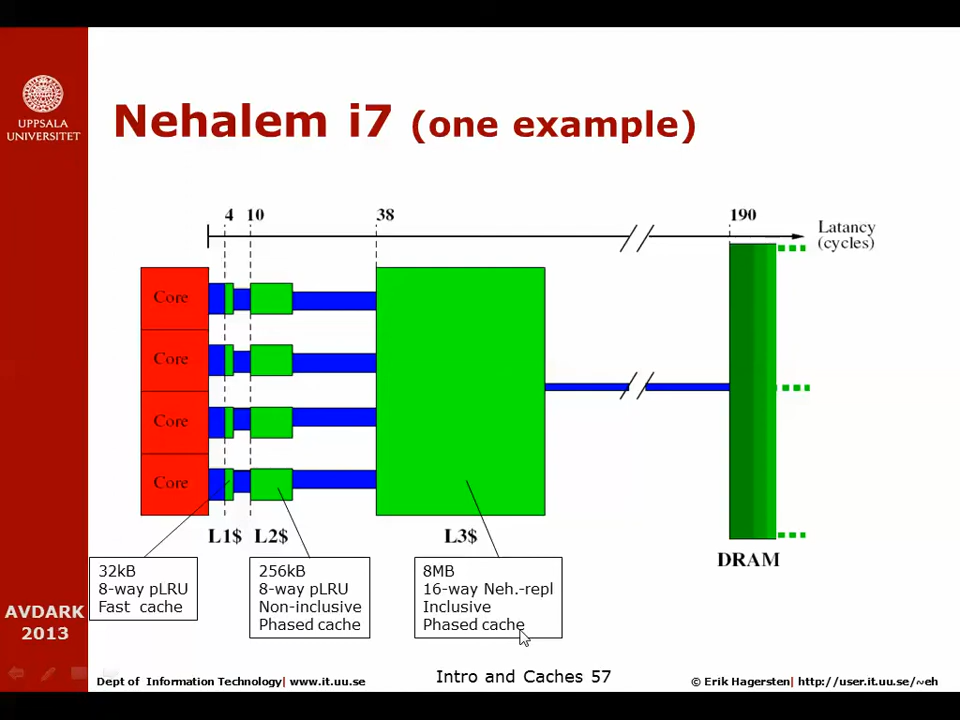 UPPSALA
UNIVERSITET
Nehalem i7 (one example)
4 10 38 190
Latancy
(cycles)
Core
Core
Core
Core
L1$ L2$ L3$
DRAM
32kB
8-way pLRU
Fast cache
256kB
8-way pLRU
Non-inclusive
Phased cache
8MB
16-way Neh.-repl
Inclusive
Phased cache
AVDARK
2013
Dept of Information Technology| www.it.uu.se
Intro and Caches 57
© Erik Hagersten| http://user.it.uu.se/~eh